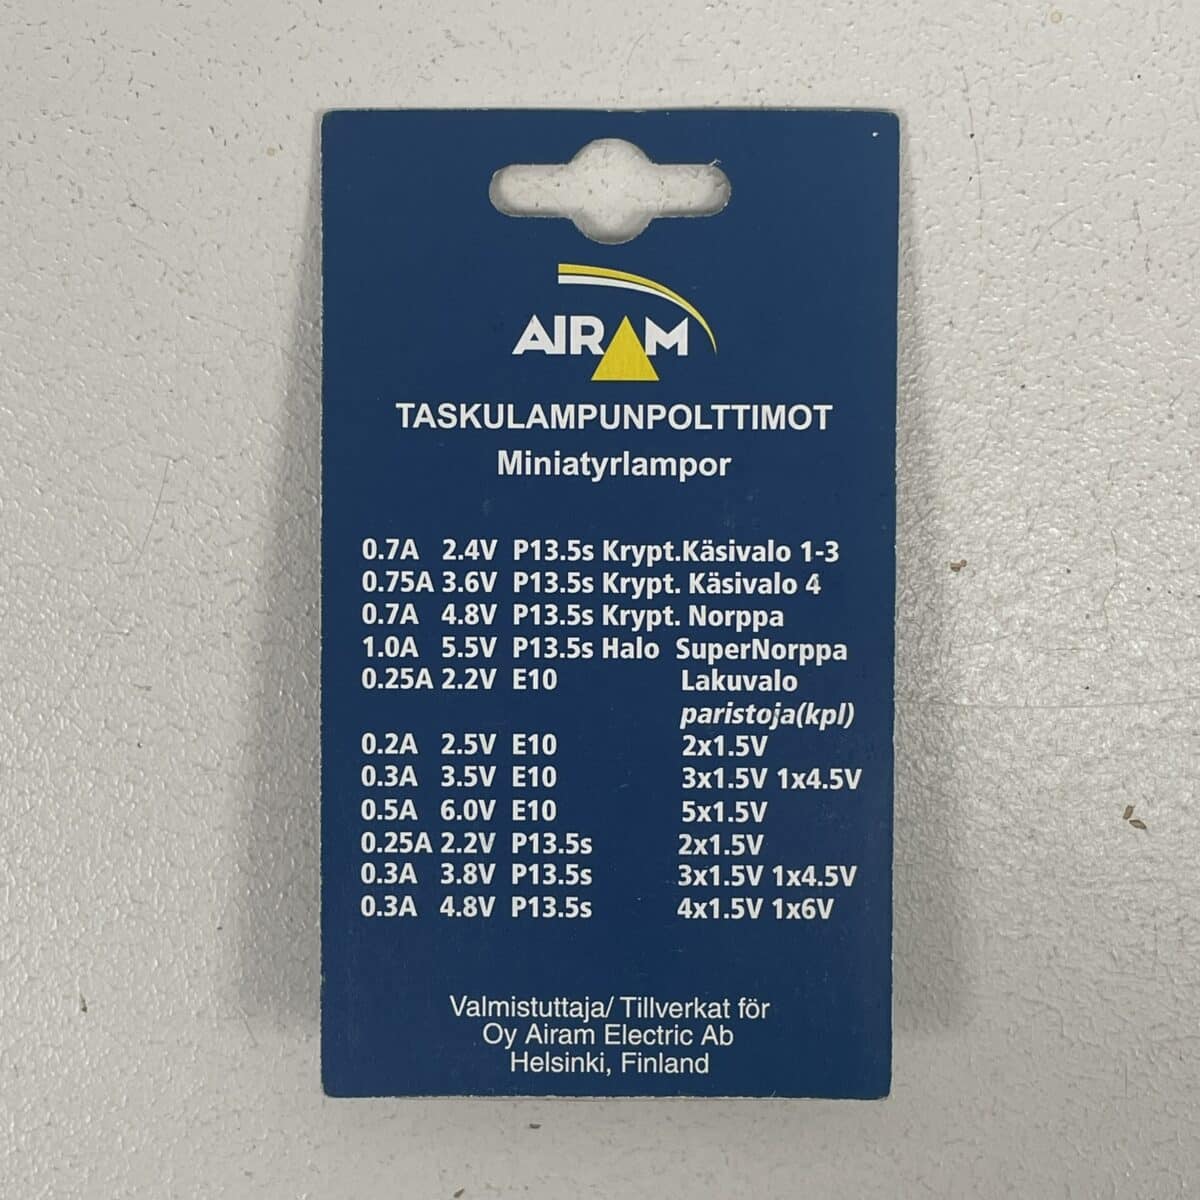 AIRAM
TASKULAMPUNPOLTTIMOT
Miniatyrlampor
0.7A 2.4V P13.5s Krypt.Käsivalo 1-3
0.75A 3.6V P13.5s Krypt. Käsivalo 4
0.7A 4.8V P13.5s Krypt. Norppa
1.0A 5.5V P13.5s Halo SuperNorppa
0.25A 2.2V E10 Lakuvalo
paristoja(kpl)
0.2A 2.5V E10 2x1.5V
0.3A 3.5V E10 3x1.5V 1x4.5V
0.5A 6.0V E10 5x1.5V
0.25A 2.2V P13.5s 2x1.5V
0.3A 3.8V P13.5s 3x1.5V 1x4.5V
0.3A 4.8V P13.5s 4x1.5V 1x6V
Valmistuttaja/ Tillverkat för
Oy Airam Electric Ab
Helsinki, Finland